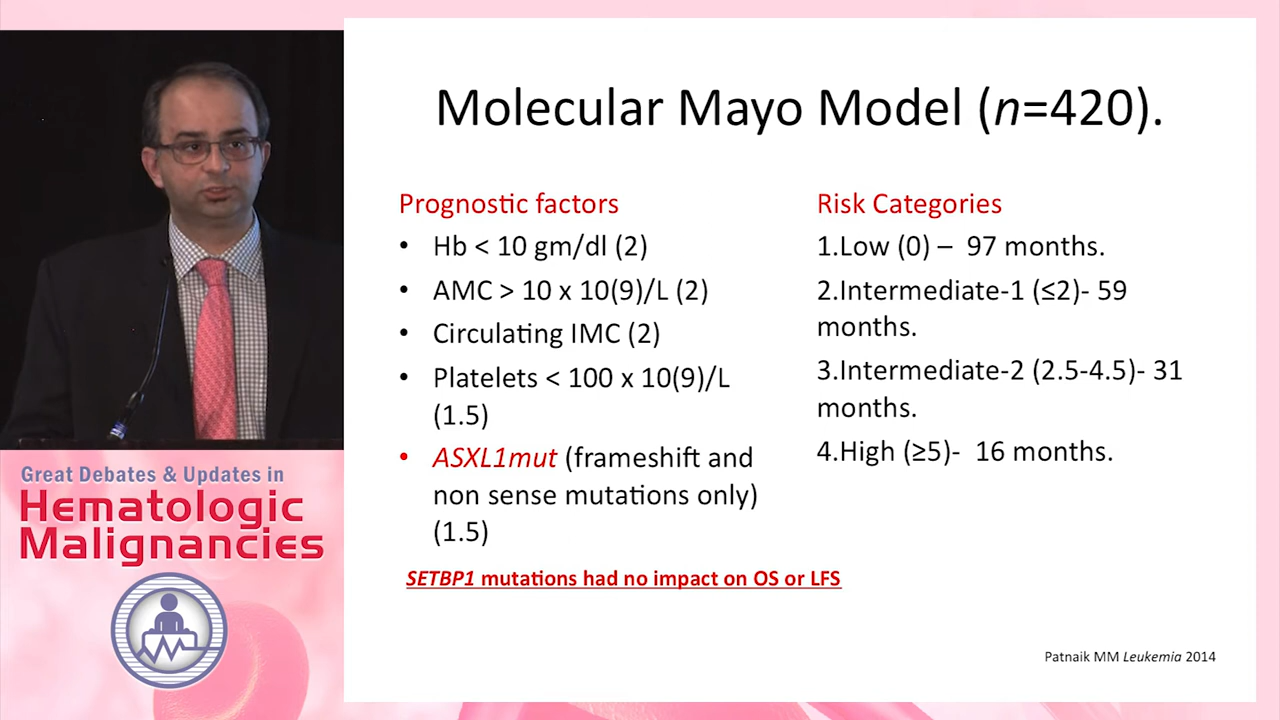 Molecular Mayo Model (n=420).
Prognostic factors
• Hb < 10 gm/dl (2)
• AMC > 10 x 10(9)/L (2)
• Circulating IMC (2)
• Platelets < 100 x 10(9)/L
(1.5)
• ASXL1mut (frameshift and
non sense mutations only)
(1.5)
SETBP1 mutations had no impact on OS or LFS
Risk Categories
1.Low (0) – 97 months.
2.Intermediate-1 (≤2)- 59
months.
3.Intermediate-2 (2.5-4.5)- 31
months.
4.High (≥5)- 16 months.
Patnaik MM Leukemia 2014
Great Debates & Updates in
Hematologic
Malignancies